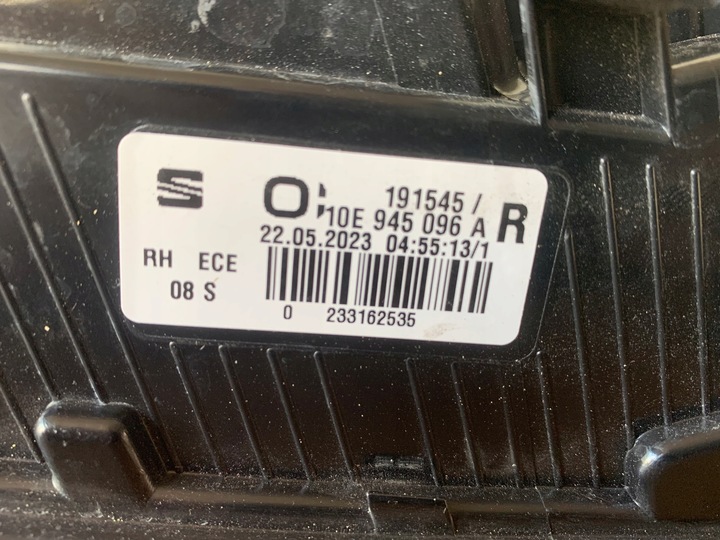 191545 /
10E 945 096 A R
22.05.2023 04:55:13/1
RH ECE
08 S
0 233162535